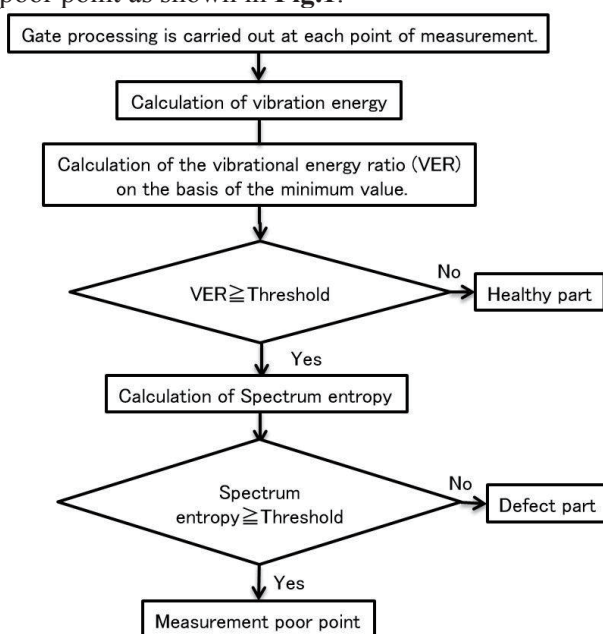 poor point as shown in Fig.1.
Gate processing is carried out at each point of measurement.
Calculation of vibration energy
Calculation of the vibrational energy ratio (VER)
on the basis of the minimum value.
VER≧Threshold
No
Healthy part
Yes
Calculation of Spectrum entropy
Spectrum
entropy≧Threshold
No
Defect part
Yes
Measurement poor point